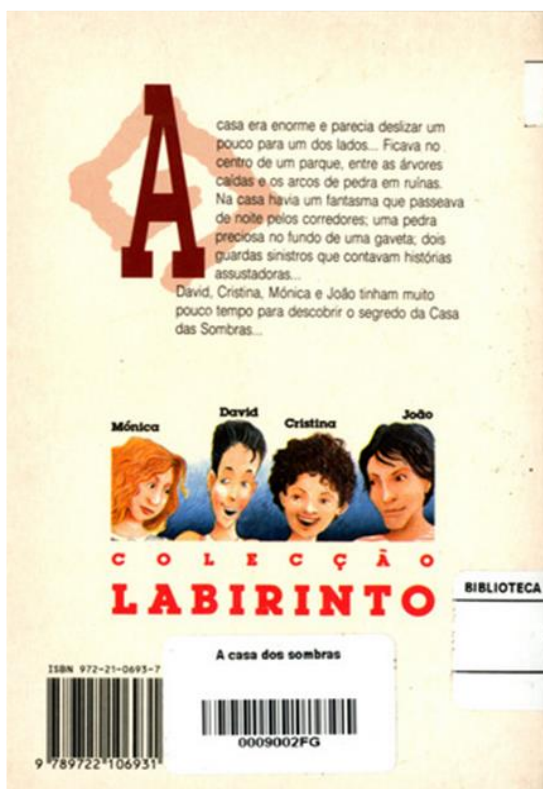 A
casa era enorme e parecia deslizar um
pouco para um dos lados... Ficava no
centro de um parque, entre as árvores
caídas e os arcos de pedra em ruínas.
Na casa havia um fantasma que passeava
de noite pelos corredores; uma pedra
preciosa no fundo de uma gaveta; dois
guardas sinistros que contavam histórias
assustadoras...
David, Cristina, Mónica e João tinham muito
pouco tempo para descobrir o segredo da Casa
das Sombras...
Mónica
David
Cristina
João
COLECÇÃO
LABIRINTO
BIBLIOTECA
A casa dos sombras
0009002FG
ISBN 972-21-0693-7
9 789722 106931